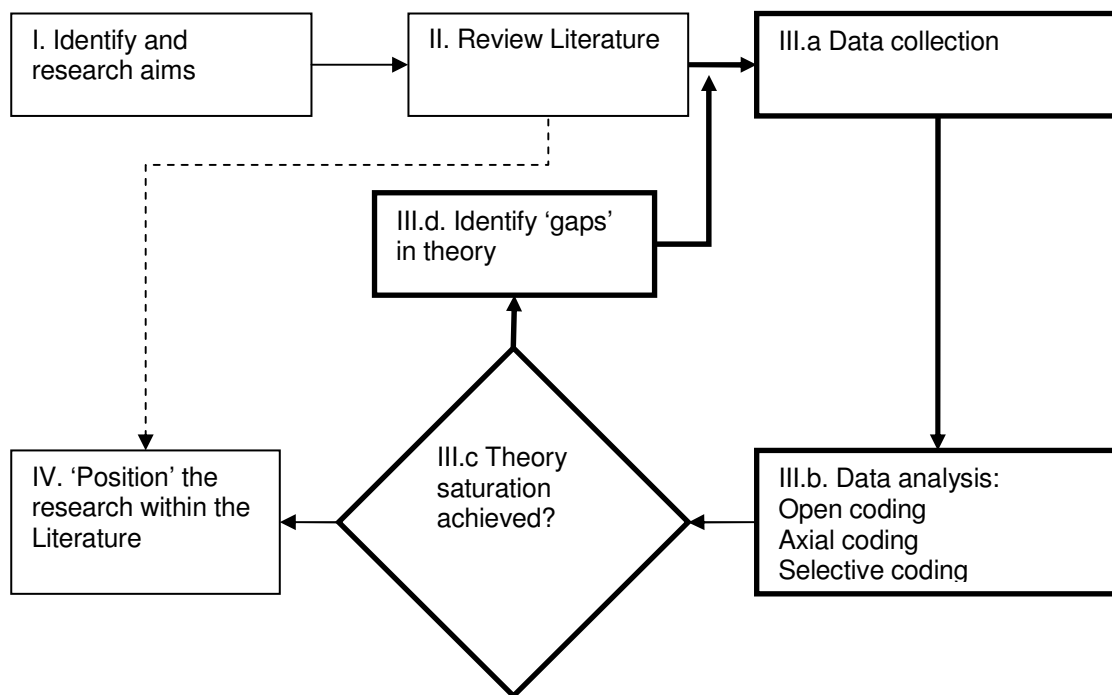 I. Identify and
research aims
II. Review Literature
III.a Data collection
III.d. Identify ‘gaps’
in theory
III.c Theory
saturation
achieved?
IV. ‘Position’ the
research within the
Literature
III.b. Data analysis:
Open coding
Axial coding
Selective coding